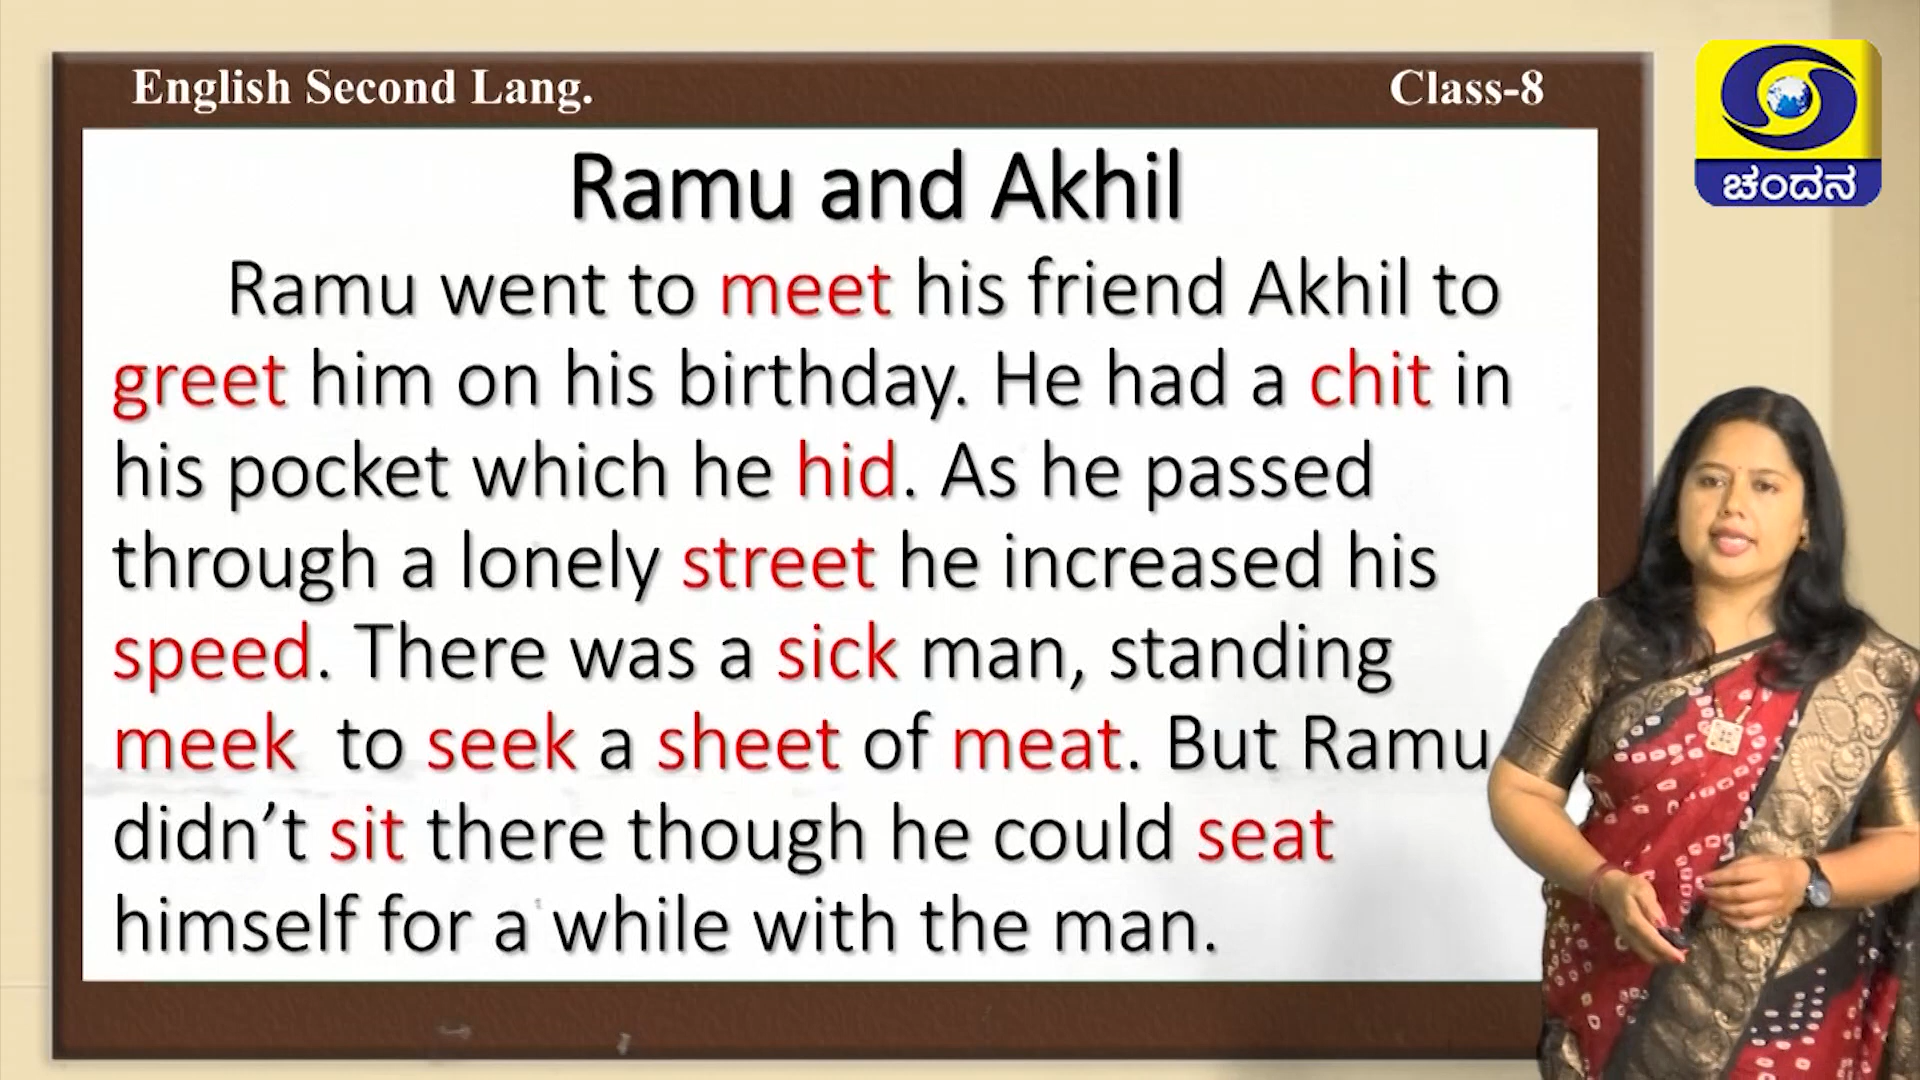 English Second Lang.
Class-8
ಚಂದನ
Ramu and Akhil
Ramu went to meet his friend Akhil to
greet him on his birthday. He had a chit in
his pocket which he hid. As he passed
through a lonely street he increased his
speed. There was a sick man, standing
meek to seek a sheet of meat. But Ramu
didn’t sit there though he could seat
himself for a while with the man.